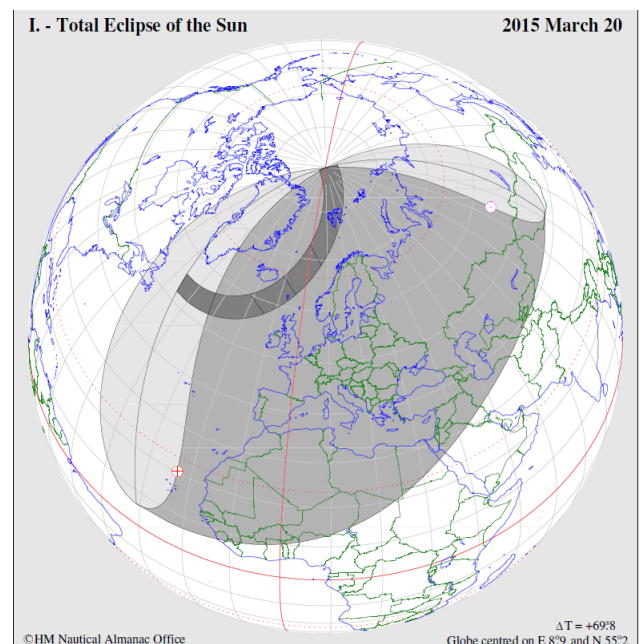 I. - Total Eclipse of the Sun
2015 March 20
ΔT = +69ˢ.8
©HM Nautical Almanac Office
Globe centred on E 8°.9 and N 55°.2